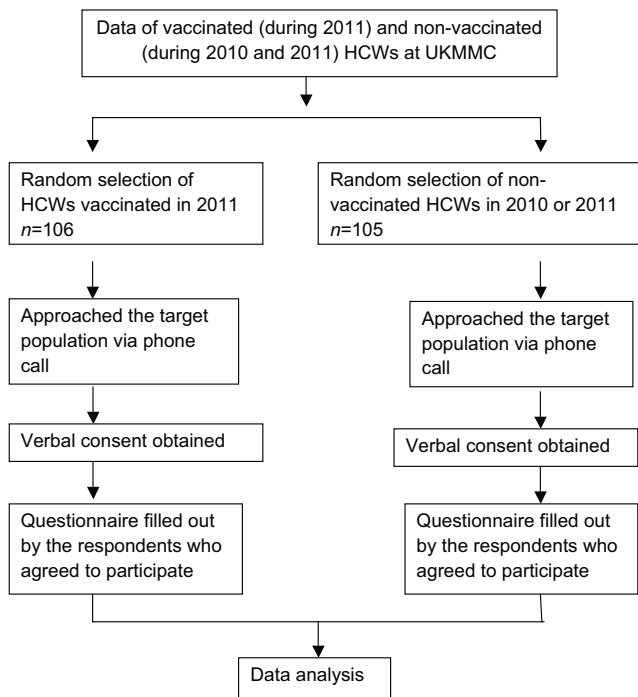 Data of vaccinated (during 2011) and non-vaccinated
(during 2010 and 2011) HCWs at UKMMC
Random selection of
HCWs vaccinated in 2011
n=106
Random selection of non-
vaccinated HCWs in 2010 or 2011
n=105
Approached the target
population via phone
call
Approached the target
population via phone
call
Verbal consent obtained
Verbal consent obtained
Questionnaire filled out
by the respondents who
agreed to participate
Questionnaire filled out
by the respondents who
agreed to participate
Data analysis